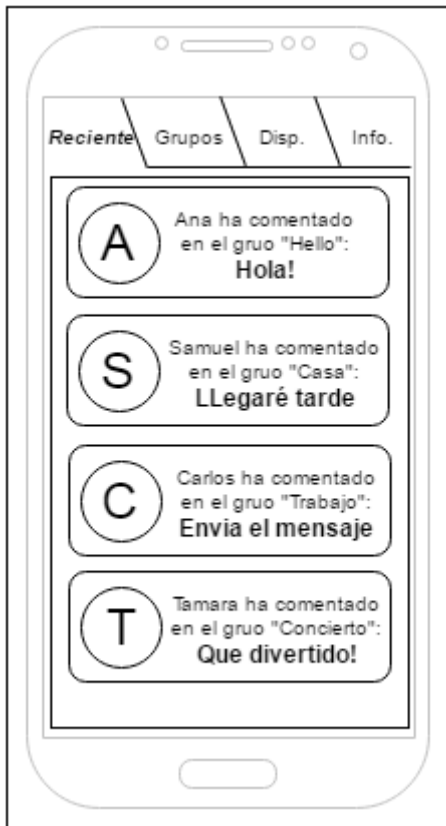 Reciente Grupos Disp. Info.
A
Ana ha comentado
en el gruo "Hello":
Hola!
S
Samuel ha comentado
en el gruo "Casa":
LLegaré tarde
C
Carlos ha comentado
en el gruo "Trabajo":
Envia el mensaje
T
Tamara ha comentado
en el gruo "Concierto":
Que divertido!